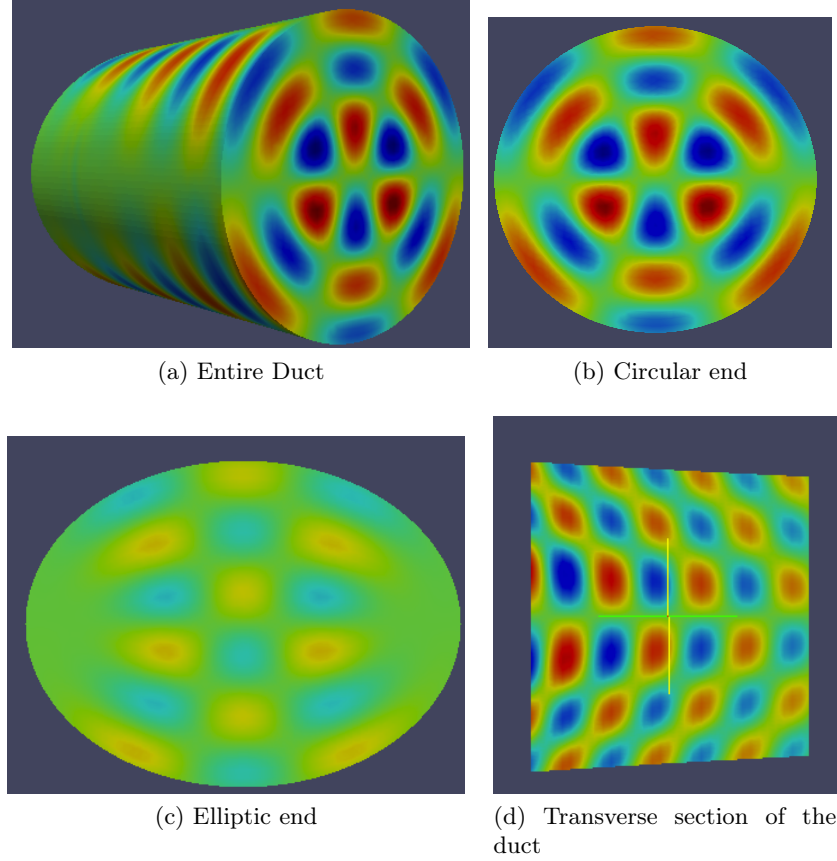 (a) Entire Duct
(b) Circular end
(c) Elliptic end
(d) Transverse section of the
duct